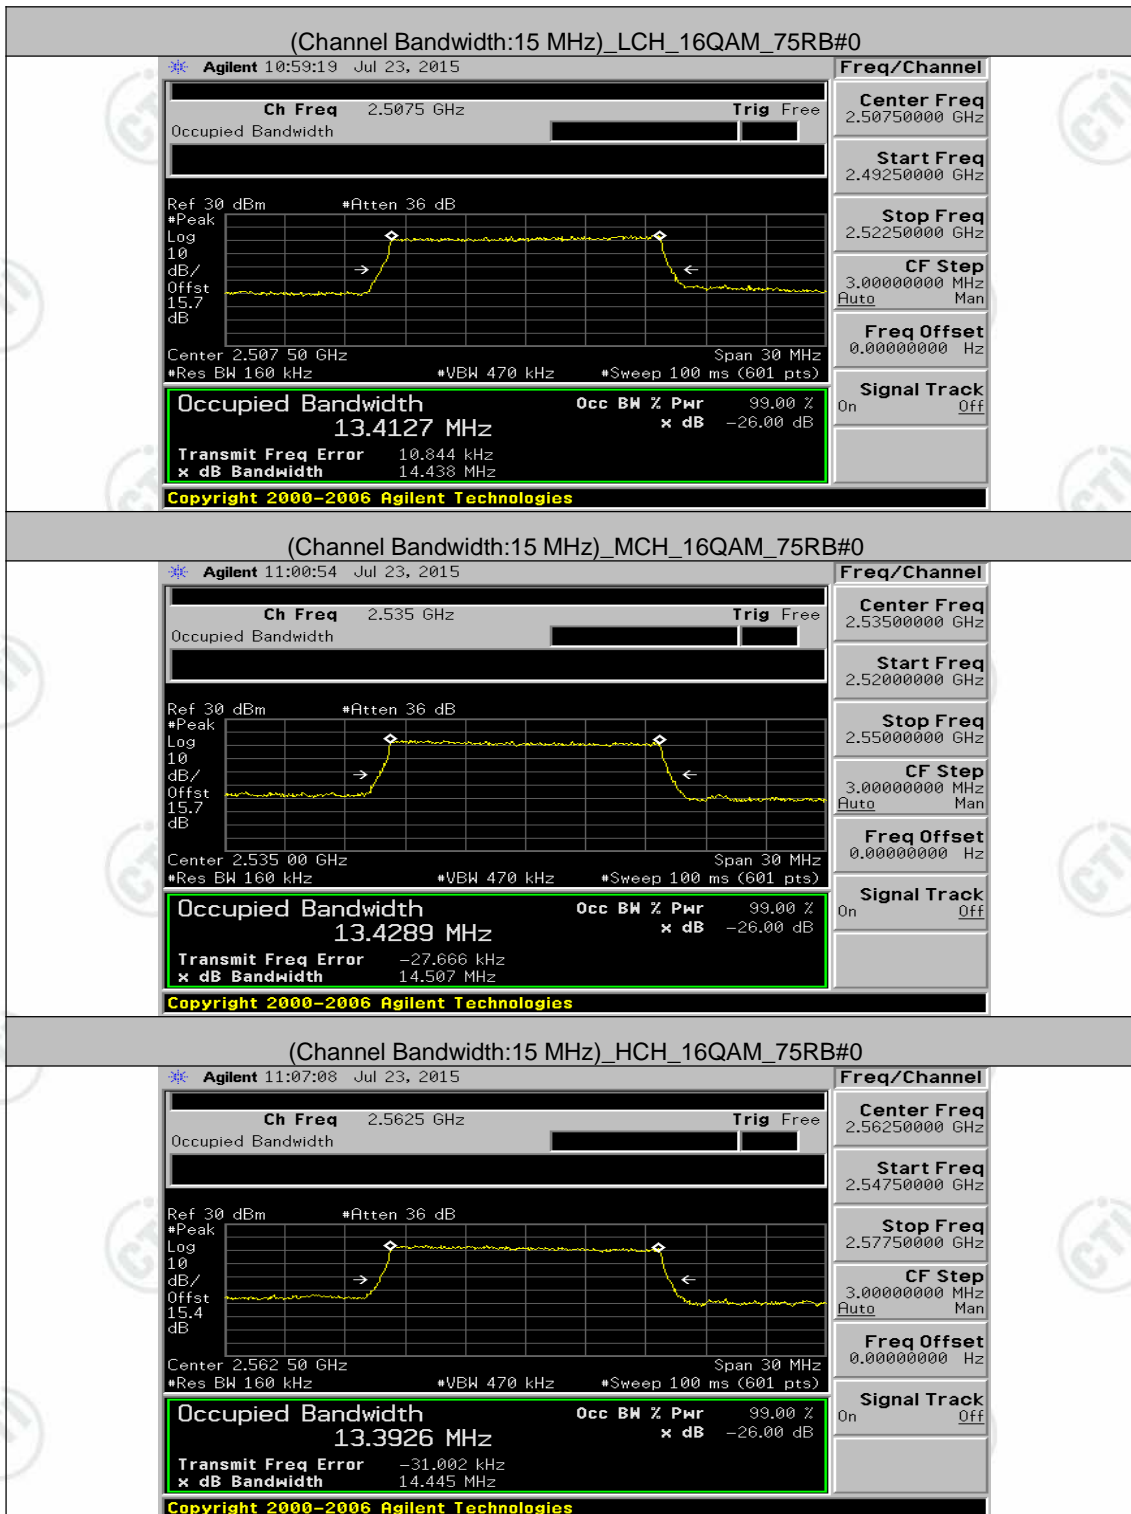 (Channel Bandwidth:15 MHz)_LCH_16QAM_75RB#0
Agilent 10:59:19 Jul 23, 2015
Freq/Channel
Ch Freq 2.5075 GHz Trig Free
Occupied Bandwidth
Center Freq
2.50750000 GHz
Start Freq
2.49250000 GHz
Stop Freq
2.52250000 GHz
CF Step
3.00000000 MHz
Auto Man
Freq Offset
0.00000000 Hz
Signal Track
On Off
Ref 30 dBm #Atten 36 dB
#Peak
Log
10
dB/
Offst
15.7
dB
Center 2.507 50 GHz Span 30 MHz
#Res BW 160 kHz #VBW 470 kHz #Sweep 100 ms (601 pts)
Occupied Bandwidth Occ BW % Pwr 99.00 %
13.4127 MHz x dB -26.00 dB
Transmit Freq Error 10.844 kHz
x dB Bandwidth 14.438 MHz
Copyright 2000-2006 Agilent Technologies
(Channel Bandwidth:15 MHz)_MCH_16QAM_75RB#0
Agilent 11:00:54 Jul 23, 2015
Freq/Channel
Ch Freq 2.535 GHz Trig Free
Occupied Bandwidth
Center Freq
2.53500000 GHz
Start Freq
2.52000000 GHz
Stop Freq
2.55000000 GHz
CF Step
3.00000000 MHz
Auto Man
Freq Offset
0.00000000 Hz
Signal Track
On Off
Ref 30 dBm #Atten 36 dB
#Peak
Log
10
dB/
Offst
15.7
dB
Center 2.535 00 GHz Span 30 MHz
#Res BW 160 kHz #VBW 470 kHz #Sweep 100 ms (601 pts)
Occupied Bandwidth Occ BW % Pwr 99.00 %
13.4289 MHz x dB -26.00 dB
Transmit Freq Error -27.666 kHz
x dB Bandwidth 14.507 MHz
Copyright 2000-2006 Agilent Technologies
(Channel Bandwidth:15 MHz)_HCH_16QAM_75RB#0
Agilent 11:07:08 Jul 23, 2015
Freq/Channel
Ch Freq 2.5625 GHz Trig Free
Occupied Bandwidth
Center Freq
2.56250000 GHz
Start Freq
2.54750000 GHz
Stop Freq
2.57750000 GHz
CF Step
3.00000000 MHz
Auto Man
Freq Offset
0.00000000 Hz
Signal Track
On Off
Ref 30 dBm #Atten 36 dB
#Peak
Log
10
dB/
Offst
15.4
dB
Center 2.562 50 GHz Span 30 MHz
#Res BW 160 kHz #VBW 470 kHz #Sweep 100 ms (601 pts)
Occupied Bandwidth Occ BW % Pwr 99.00 %
13.3926 MHz x dB -26.00 dB
Transmit Freq Error -31.002 kHz
x dB Bandwidth 14.445 MHz
Copyright 2000-2006 Agilent Technologies
CTI
CTI
CTI
CTI
CTI
CTI
CTI
CTI